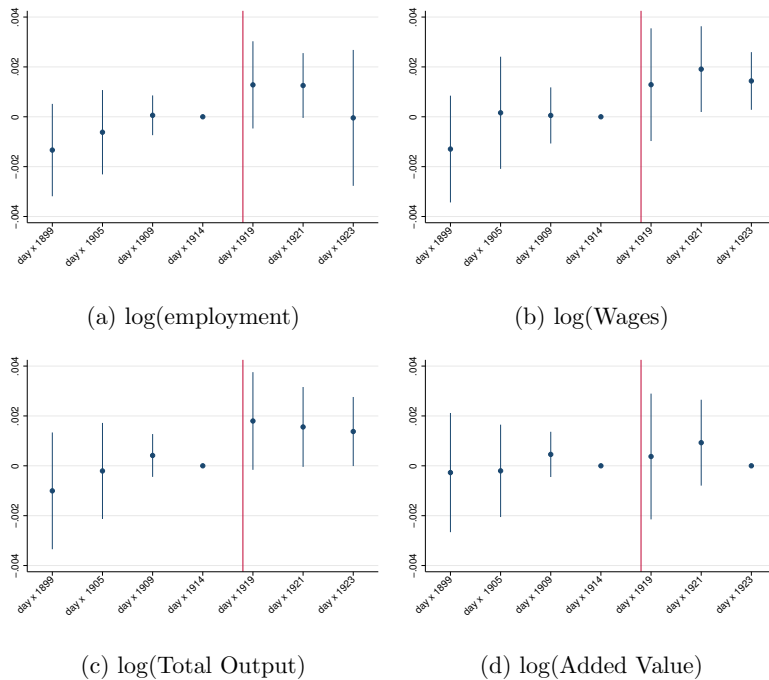 .004
.002
0
-.002
-.004
day x 1899
day x  1905
day x 1909
day x 1914
day x 1919
day x 1921
day x 1923
(a) log(employment)
.004
.002
0
-.002
-.004
day x 1899
day x  1905
day x 1909
day x 1914
day x 1919
day x 1921
day x 1923
(b) log(Wages)
.004
.002
0
-.002
-.004
day x 1899
day x  1905
day x 1909
day x 1914
day x 1919
day x 1921
day x 1923
(c) log(Total Output)
.004
.002
0
-.002
-.004
day x 1899
day x  1905
day x 1909
day x 1914
day x 1919
day x 1921
day x 1923
(d) log(Added Value)